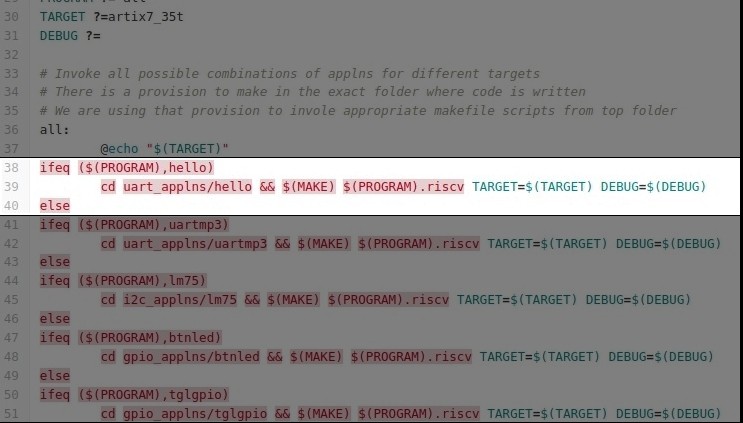 30 TARGET ?=artix7_35t
31 DEBUG ?=
32
33 # Invoke all possible combinations of applns for different targets
34 # There is a provision to make in the exact folder where code is written
35 # We are using that provision to invole appropriate makefile scripts from top folder
36 all:
37 @echo "$(TARGET)"
38 ifeq ($(PROGRAM),hello)
39 cd uart_applns/hello && $(MAKE) $(PROGRAM).riscv TARGET=$(TARGET) DEBUG=$(DEBUG)
40 else
41 ifeq ($(PROGRAM),uartmp3)
42 cd uart_applns/uartmp3 && $(MAKE) $(PROGRAM).riscv TARGET=$(TARGET) DEBUG=$(DEBUG)
43 else
44 ifeq ($(PROGRAM),lm75)
45 cd i2c_applns/lm75 && $(MAKE) $(PROGRAM).riscv TARGET=$(TARGET) DEBUG=$(DEBUG)
46 else
47 ifeq ($(PROGRAM),btnled)
48 cd gpio_applns/btnled && $(MAKE) $(PROGRAM).riscv TARGET=$(TARGET) DEBUG=$(DEBUG)
49 else
50 ifeq ($(PROGRAM),tglgpio)
51 cd gpio_applns/tglgpio && $(MAKE) $(PROGRAM).riscv TARGET=$(TARGET) DEBUG=$(DEBUG)